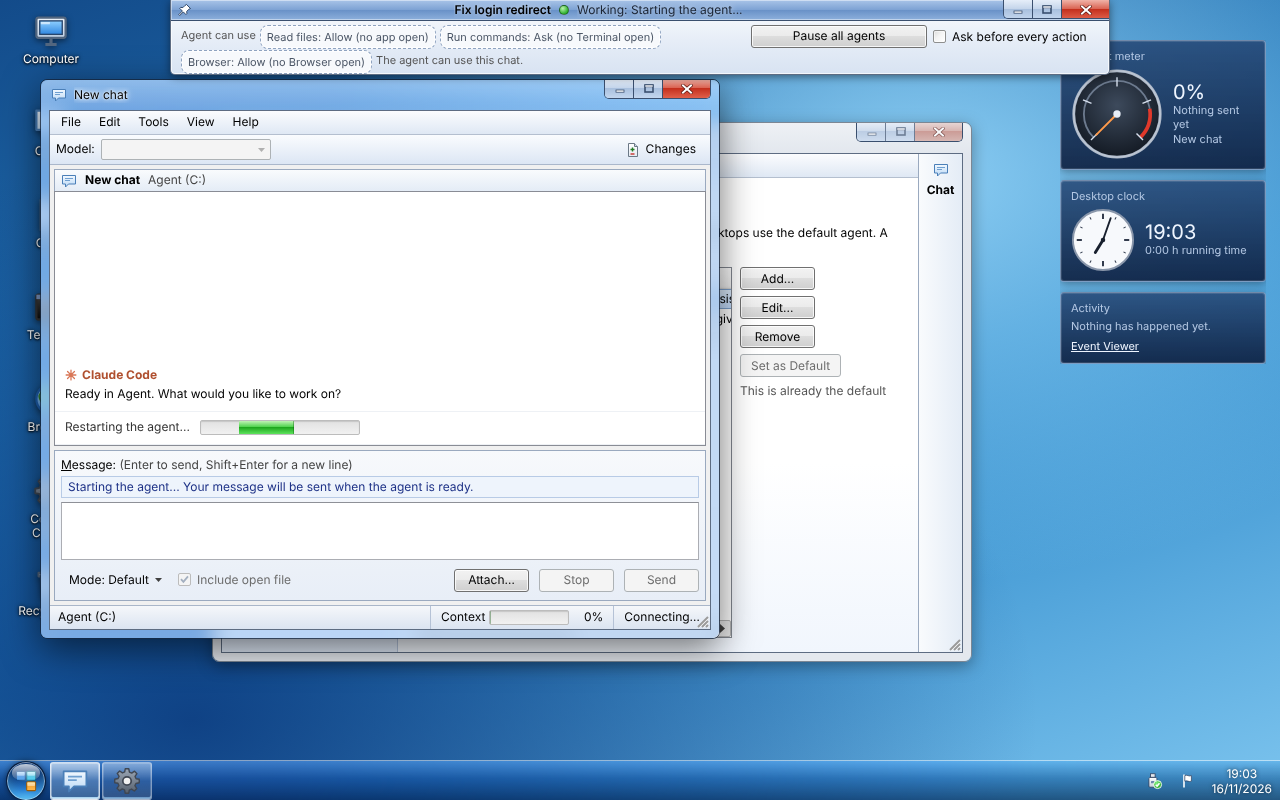 Computer
Fix login redirect Working: Starting the agent...
Agent can use Read files: Allow (no app open) Run commands: Ask (no Terminal open) Pause all agents Ask before every action
Browser: Allow (no Browser open) The agent can use this chat.
New chat
File Edit Tools View Help
Model: Changes
New chat Agent (C:)
Claude Code
Ready in Agent. What would you like to work on?
Restarting the agent...
Message: (Enter to send, Shift+Enter for a new line)
Starting the agent... Your message will be sent when the agent is ready.
Mode: Default Include open file Attach... Stop Send
Agent (C:) Context 0% Connecting...
Chat
use the default agent. A
Add...
Edit...
Remove
Set as Default
This is already the default
meter
0%
Nothing sent
yet
New chat
Desktop clock
19:03
0:00 h running time
Activity
Nothing has happened yet.
Event Viewer
19:03
16/11/2026